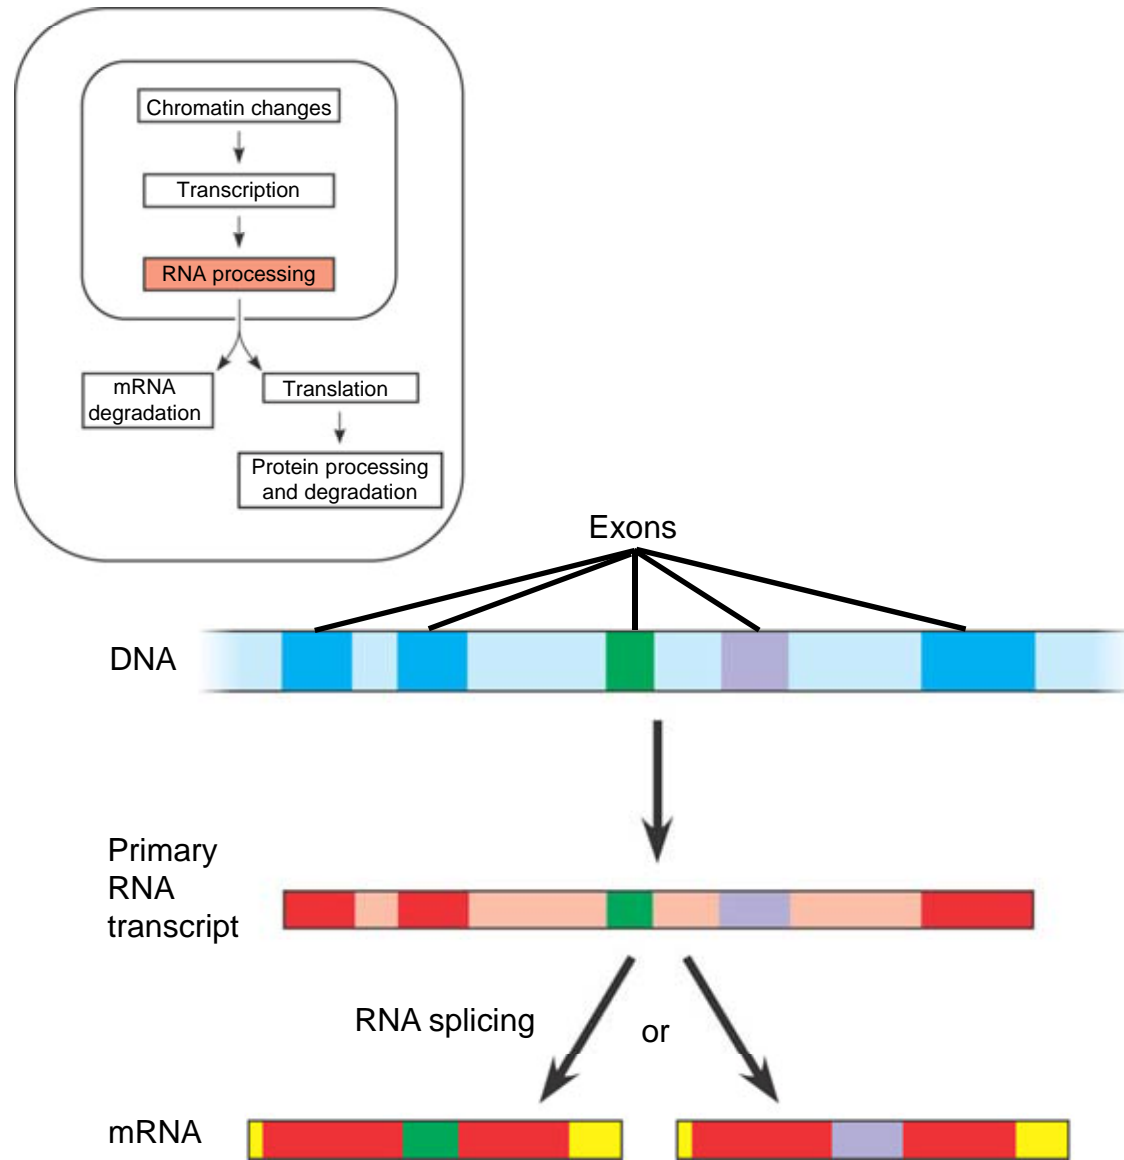 Chromatin changes
Transcription
RNA processing
mRNA
degradation
Translation
Protein processing
and degradation
Exons
DNA
Primary
RNA
transcript
RNA splicing
or
mRNA